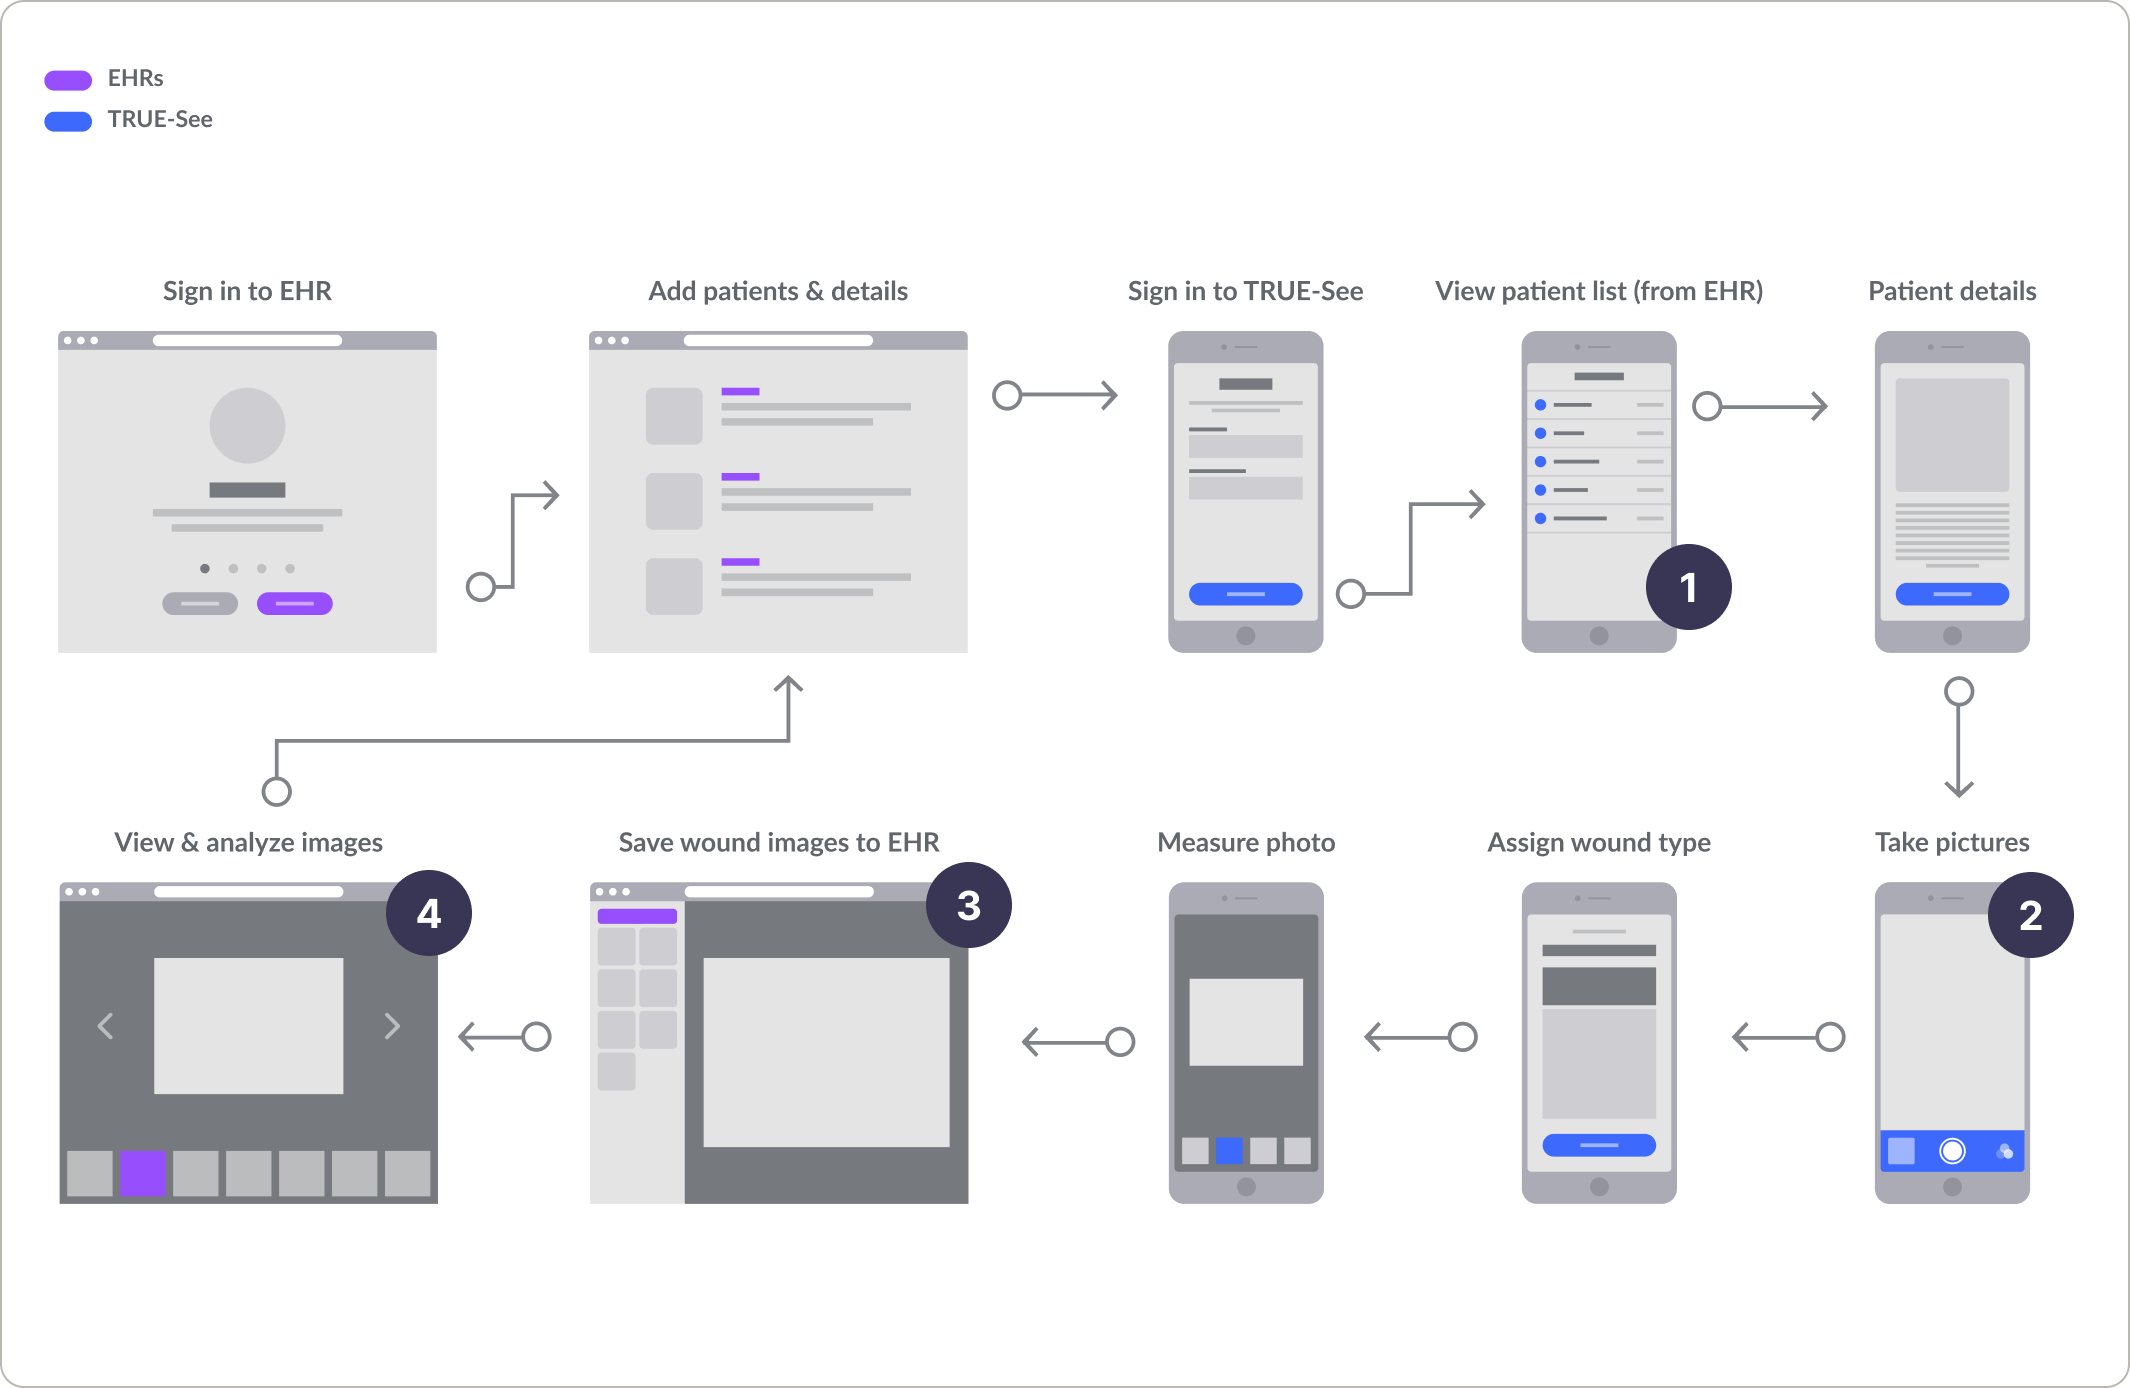 EHRs
TRUE-See
Sign in to EHR
Add patients & details
Sign in to TRUE-See
View patient list (from EHR)
Patient details
1
View & analyze images
Save wound images to EHR
Measure photo
Assign wound type
Take pictures
4
3
2